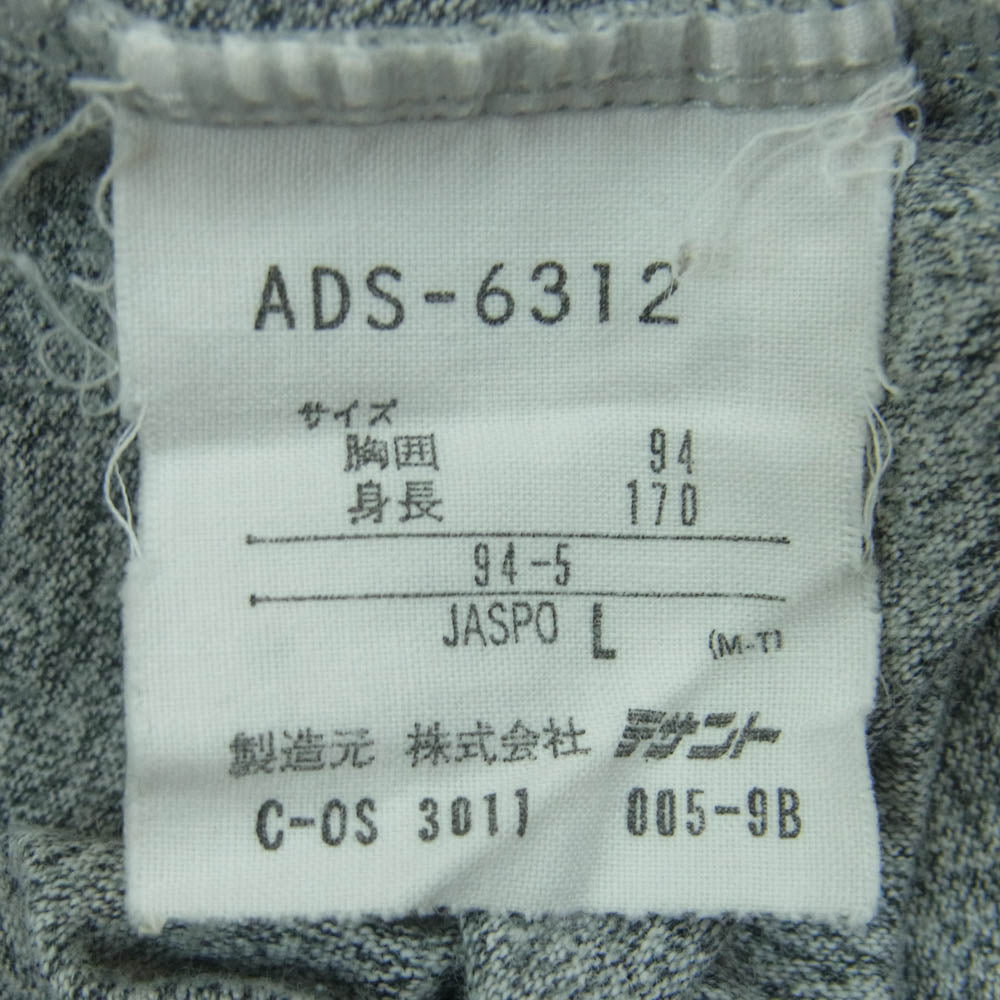 ADS-6312
サイズ
胸囲 94
身長 170
94-5
JASPO L (M-T)
製造元 株式会社 デサント
C-OS 3011 005-9B